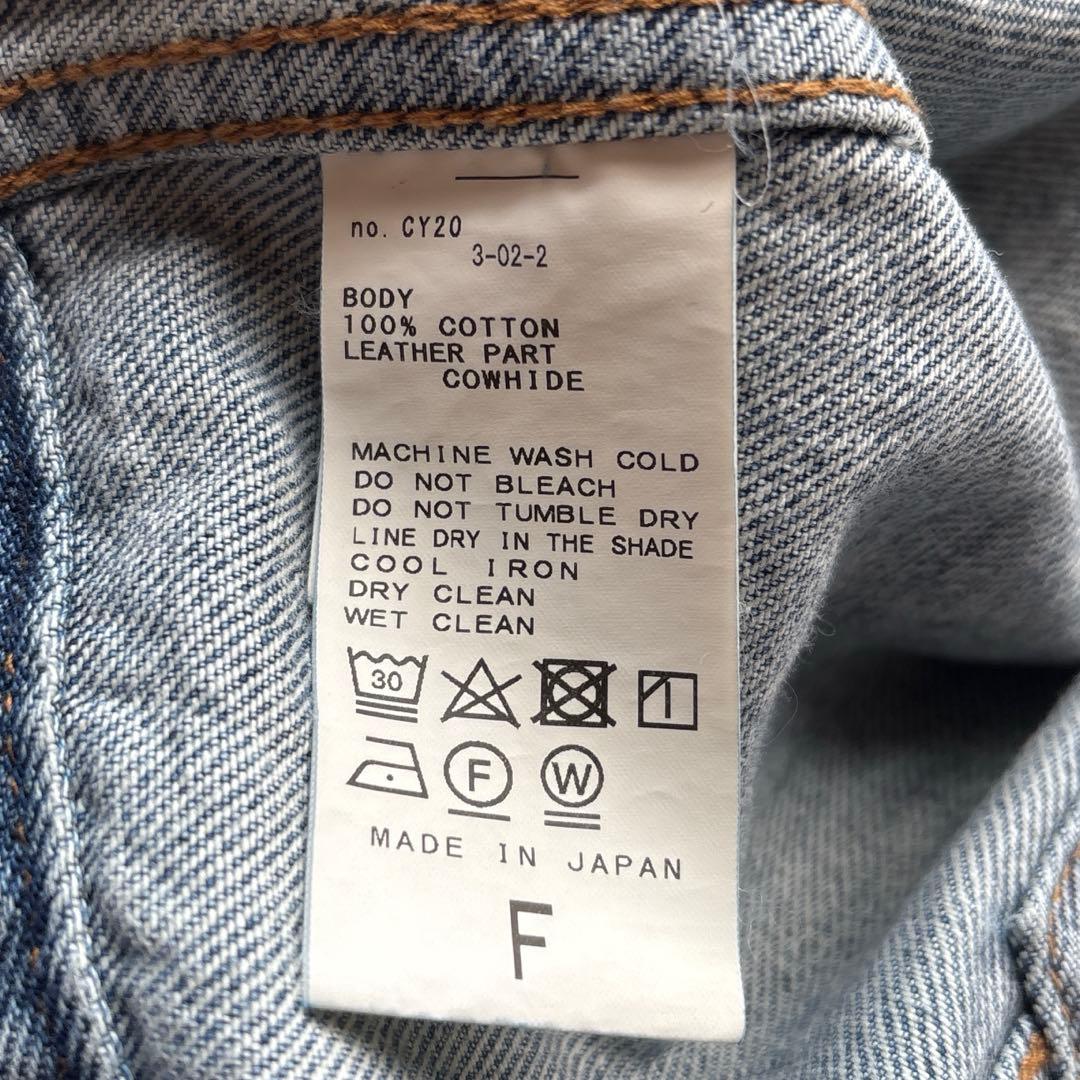 no. CY20
3-02-2
BODY
100% COTTON
LEATHER PART
COWHIDE
MACHINE WASH COLD
DO NOT BLEACH
DO NOT TUMBLE DRY
LINE DRY IN THE SHADE
COOL IRON
DRY CLEAN
WET CLEAN
30
F W
MADE IN JAPAN
F